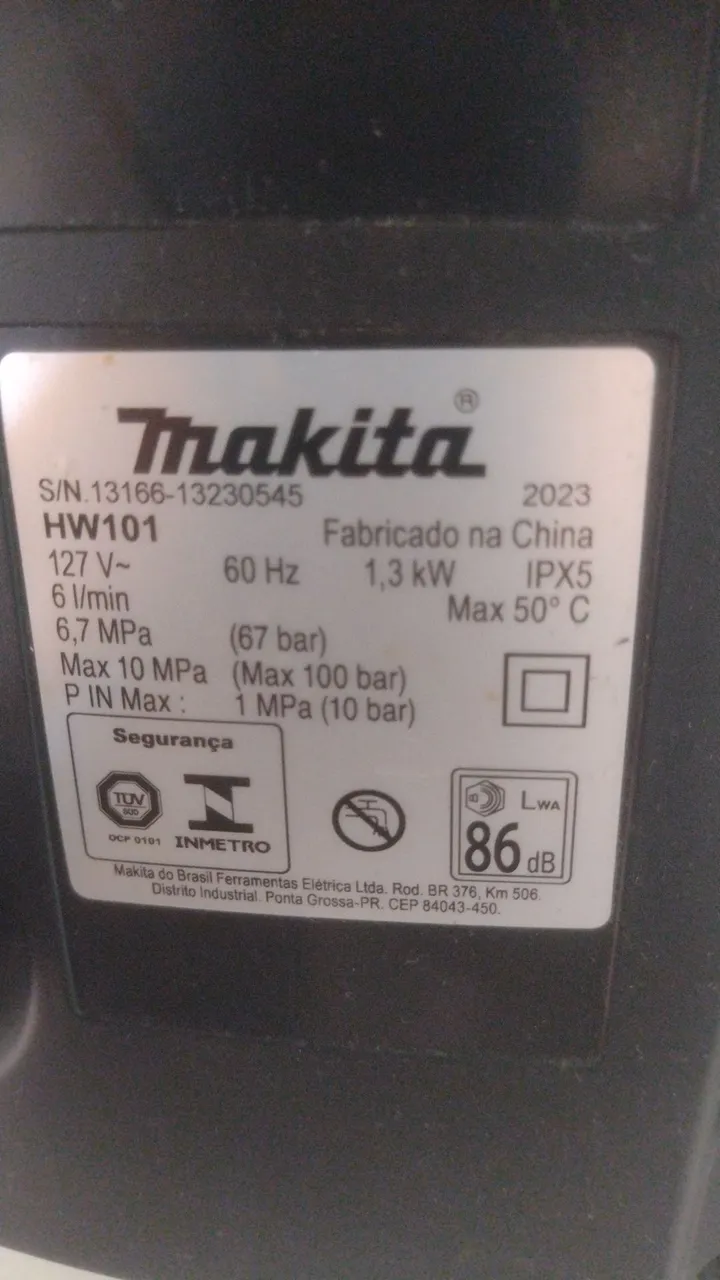 makita®
S/N.13166-13230545 2023
HW101 Fabricado na China
127 V~ 60 Hz 1,3 kW IPX5
6 l/min Max 50° C
6,7 MPa (67 bar)
Max 10 MPa (Max 100 bar)
P IN Max : 1 MPa (10 bar)
Segurança
TÜV
SÜD
OCP 0101 INMETRO
LWA
86 dB
Makita do Brasil Ferramentas Elétrica Ltda. Rod. BR 376, Km 506.
Distrito Industrial. Ponta Grossa-PR. CEP 84043-450.